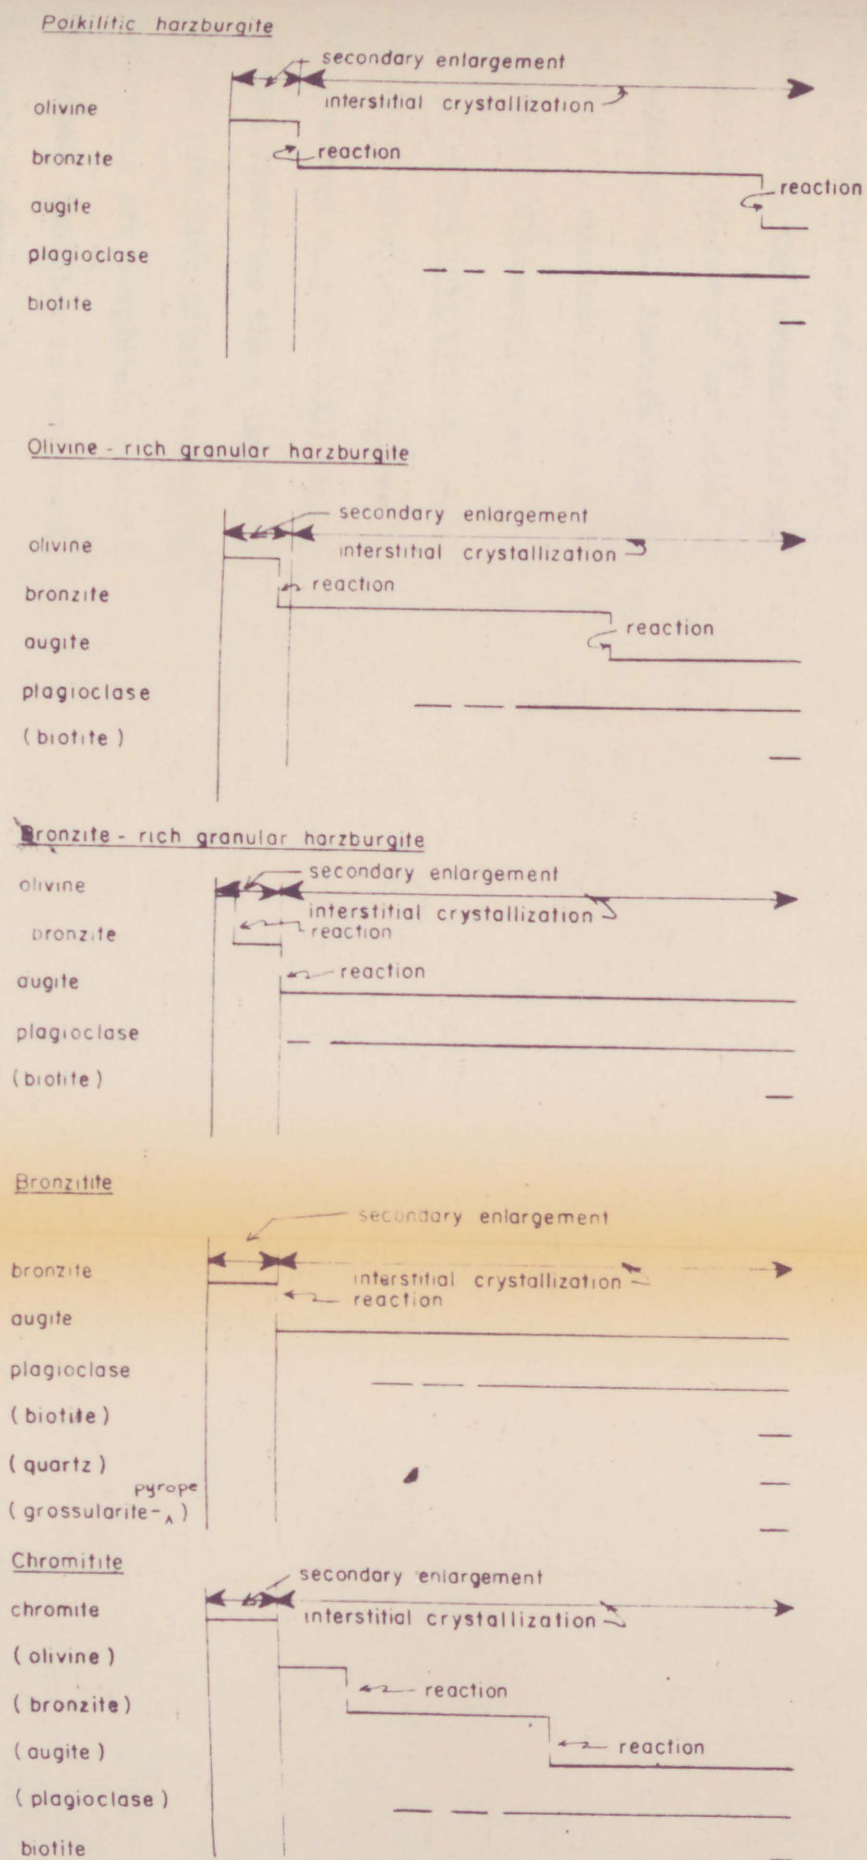 Poikilitic harzburgite
secondary enlargement
olivine
interstitial crystallization
bronzite
reaction
reaction
augite
plagioclase
biotite
Olivine - rich granular harzburgite
secondary enlargement
olivine
interstitial crystallization
bronzite
reaction
augite
reaction
plagioclase
(biotite)
Bronzite - rich granular harzburgite
olivine
secondary enlargement
interstitial crystallization
bronzite
reaction
augite
reaction
plagioclase
(biotite)
Bronzitite
secondary enlargement
bronzite
interstitial crystallization
reaction
augite
plagioclase
(biotite)
(quartz)
pyrope
(grossularite-^)
Chromitite
secondary enlargement
chromite
interstitial crystallization
(olivine)
reaction
(bronzite)
reaction
(augite)
(plagioclase)
biotite